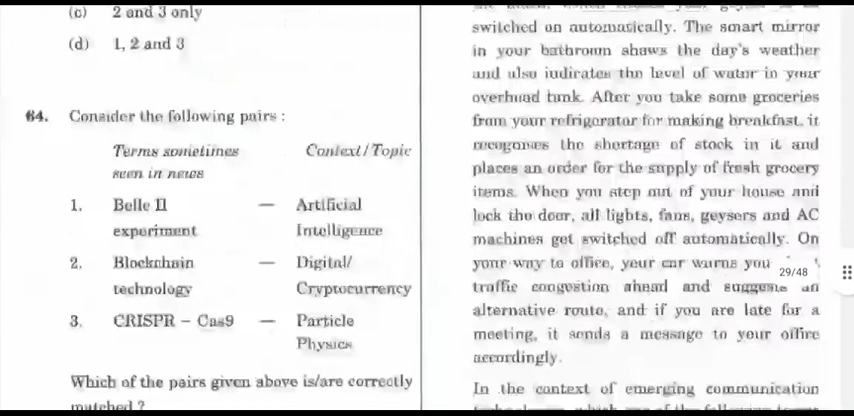 (c) 2 and 3 only
(d) 1, 2 and 3
64. Consider the following pairs :
Terms sometimes Context / Topic
seen in news
1. Belle II — Artificial
experiment Intelligence
2. Blockchain — Digital/
technology Cryptocurrency
3. CRISPR – Cas9 — Particle
Physics
Which of the pairs given above is/are correctly
matched ?
switched on automatically. The smart mirror
in your bathroom shows the day's weather
and also indicates the level of water in your
overhead tank. After you take some groceries
from your refrigerator for making breakfast, it
recognises the shortage of stock in it and
places an order for the supply of fresh grocery
items. When you step out of your house and
lock the door, all lights, fans, geysers and AC
machines get switched off automatically. On
your way to office, your car warns you
traffic congestion ahead and suggests an
alternative route, and if you are late for a
meeting, it sends a message to your office
accordingly.
In the context of emerging communication
29/48